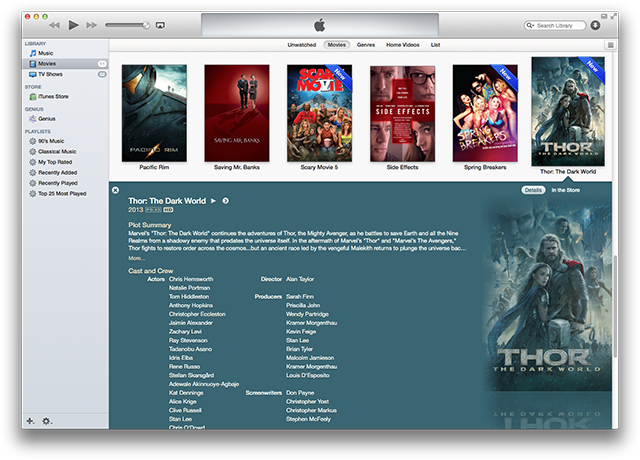 Search Library
LIBRARY
Music
Movies
11
TV Shows
STORE
iTunes Store
GENIUS
Genius
PLAYLISTS
90's Music
Classical Music
My Top Rated
Recently Added
Recently Played
Top 25 Most Played
Unwatched
Movies
Genres
Home Videos
List
PACIFIC RIM
SAVING MR. BANKS
SCARY MOVIE
New
SIDE EFFECTS
SPRING BREAKERS
New
THOR
THE DARK WORLD
New
Pacific Rim
Saving Mr. Banks
Scary Movie 5
Side Effects
Spring Breakers
Thor: The Dark World
Details
In the Store
Thor: The Dark World
2013 PG-13 HD
Plot Summary
Marvel's "Thor: The Dark World" continues the adventures of Thor, the Mighty Avenger, as he battles to save Earth and all the Nine
Realms from a shadowy enemy that predates the universe itself. In the aftermath of Marvel's "Thor" and "Marvel's The Avengers,"
Thor fights to restore order across the cosmos...but an ancient race led by the vengeful Malekith returns to plunge the universe bac...
More...
Cast and Crew
Actors Chris Hemsworth Director Alan Taylor
Natalie Portman
Tom Hiddleston Producers Sarah Finn
Anthony Hopkins Priscilla John
Christopher Eccleston Wendy Partridge
Jaimie Alexander Kramer Morgenthau
Zachary Levi Kevin Feige
Ray Stevenson Stan Lee
Tadanobu Asano Brian Tyler
Idris Elba Malcolm Jamieson
Rene Russo Kramer Morgenthau
Stellan Skarsgård Louis D'Esposito
Adewale Akinnuoye-Agbaje
Kat Dennings Screenwriters Don Payne
Alice Krige Christopher Yost
Clive Russell Christopher Markus
Stan Lee Stephen McFeely
Chris O'Dowd
THOR
THE DARK WORLD